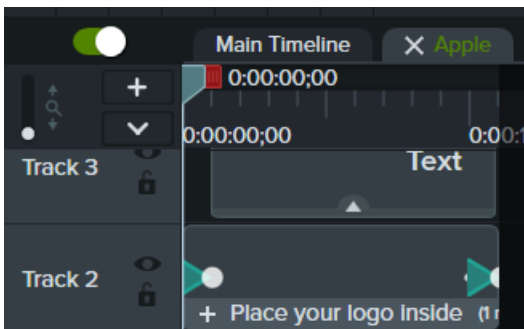 Main Timeline
Apple
0:00:00;00
0:00:00;00
Track 3
Text
Track 2
+ Place your logo inside